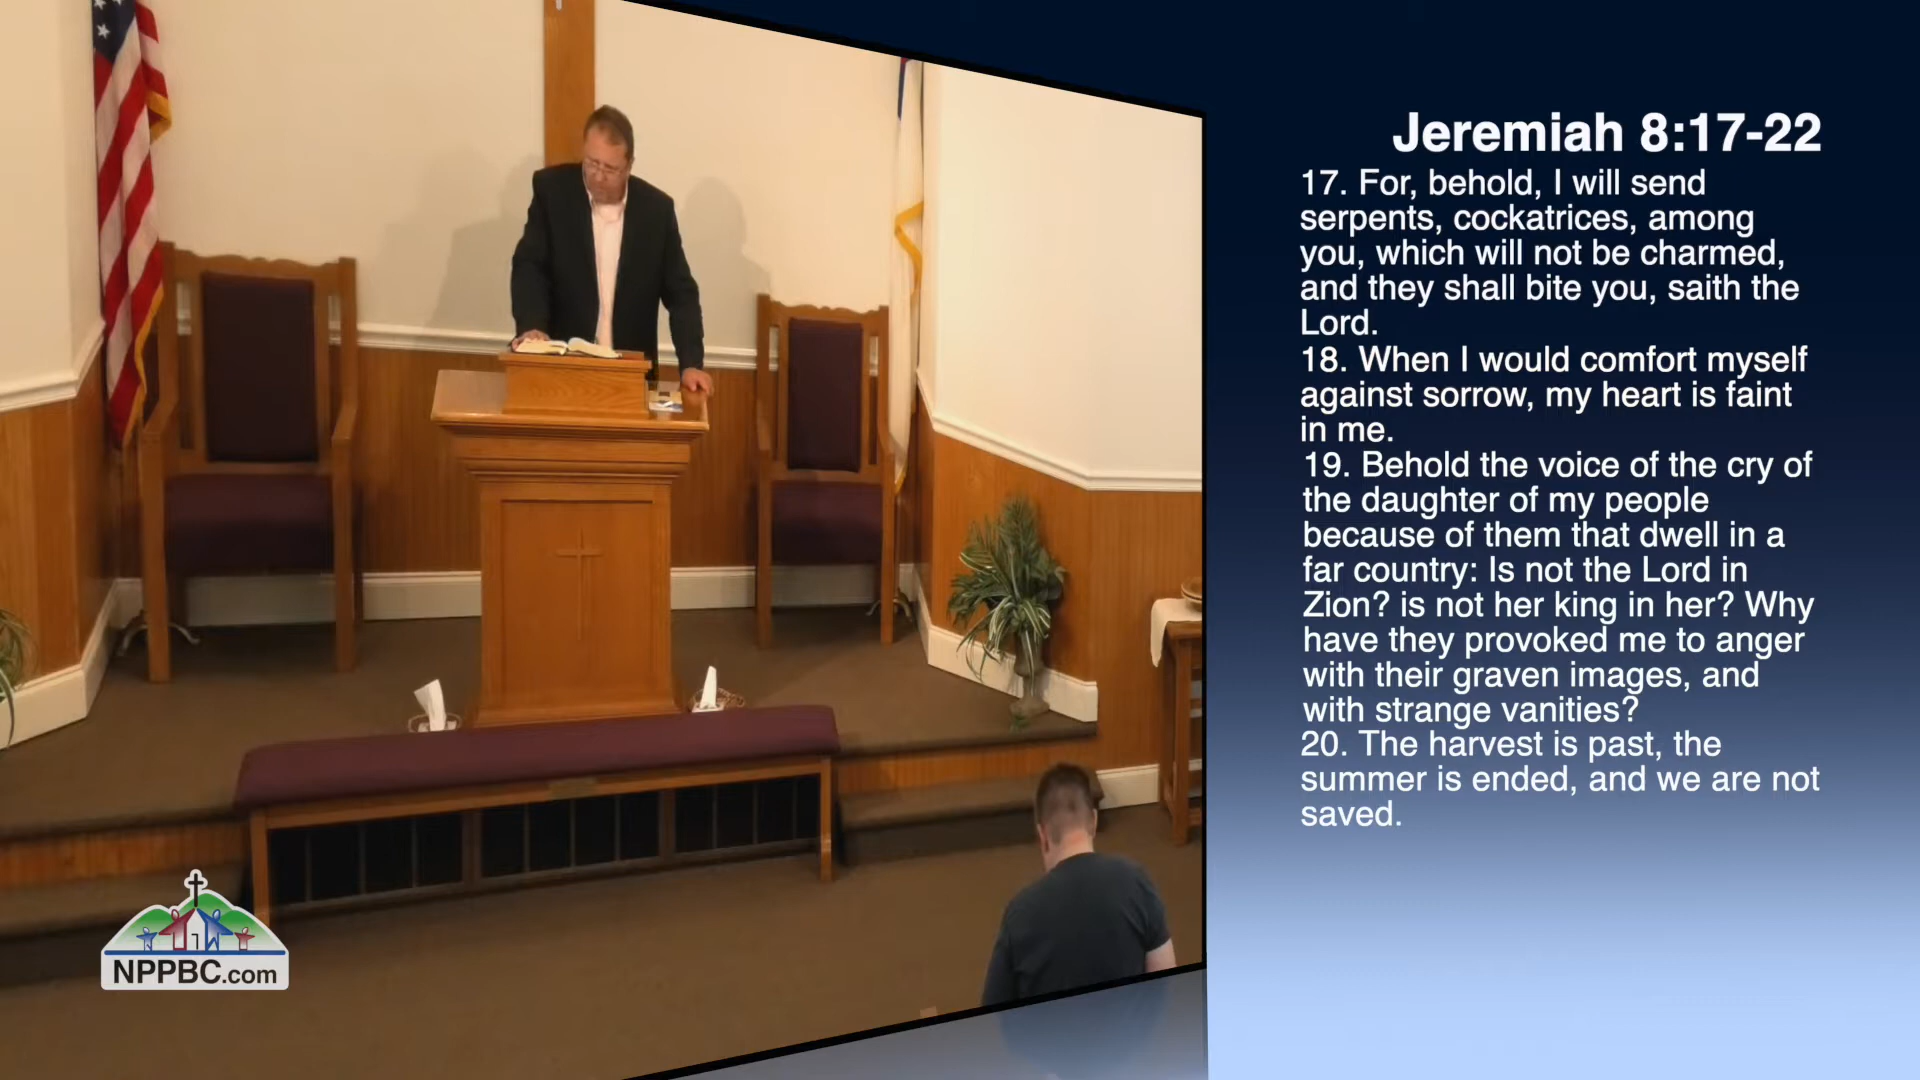 Jeremiah 8:17-22
17. For, behold, I will send
serpents, cockatrices, among
you, which will not be charmed,
and they shall bite you, saith the
Lord.
18. When I would comfort myself
against sorrow, my heart is faint
in me.
19. Behold the voice of the cry of
the daughter of my people
because of them that dwell in a
far country: Is not the Lord in
Zion? is not her king in her? Why
have they provoked me to anger
with their graven images, and
with strange vanities?
20. The harvest is past, the
summer is ended, and we are not
saved.
NPPBC.com